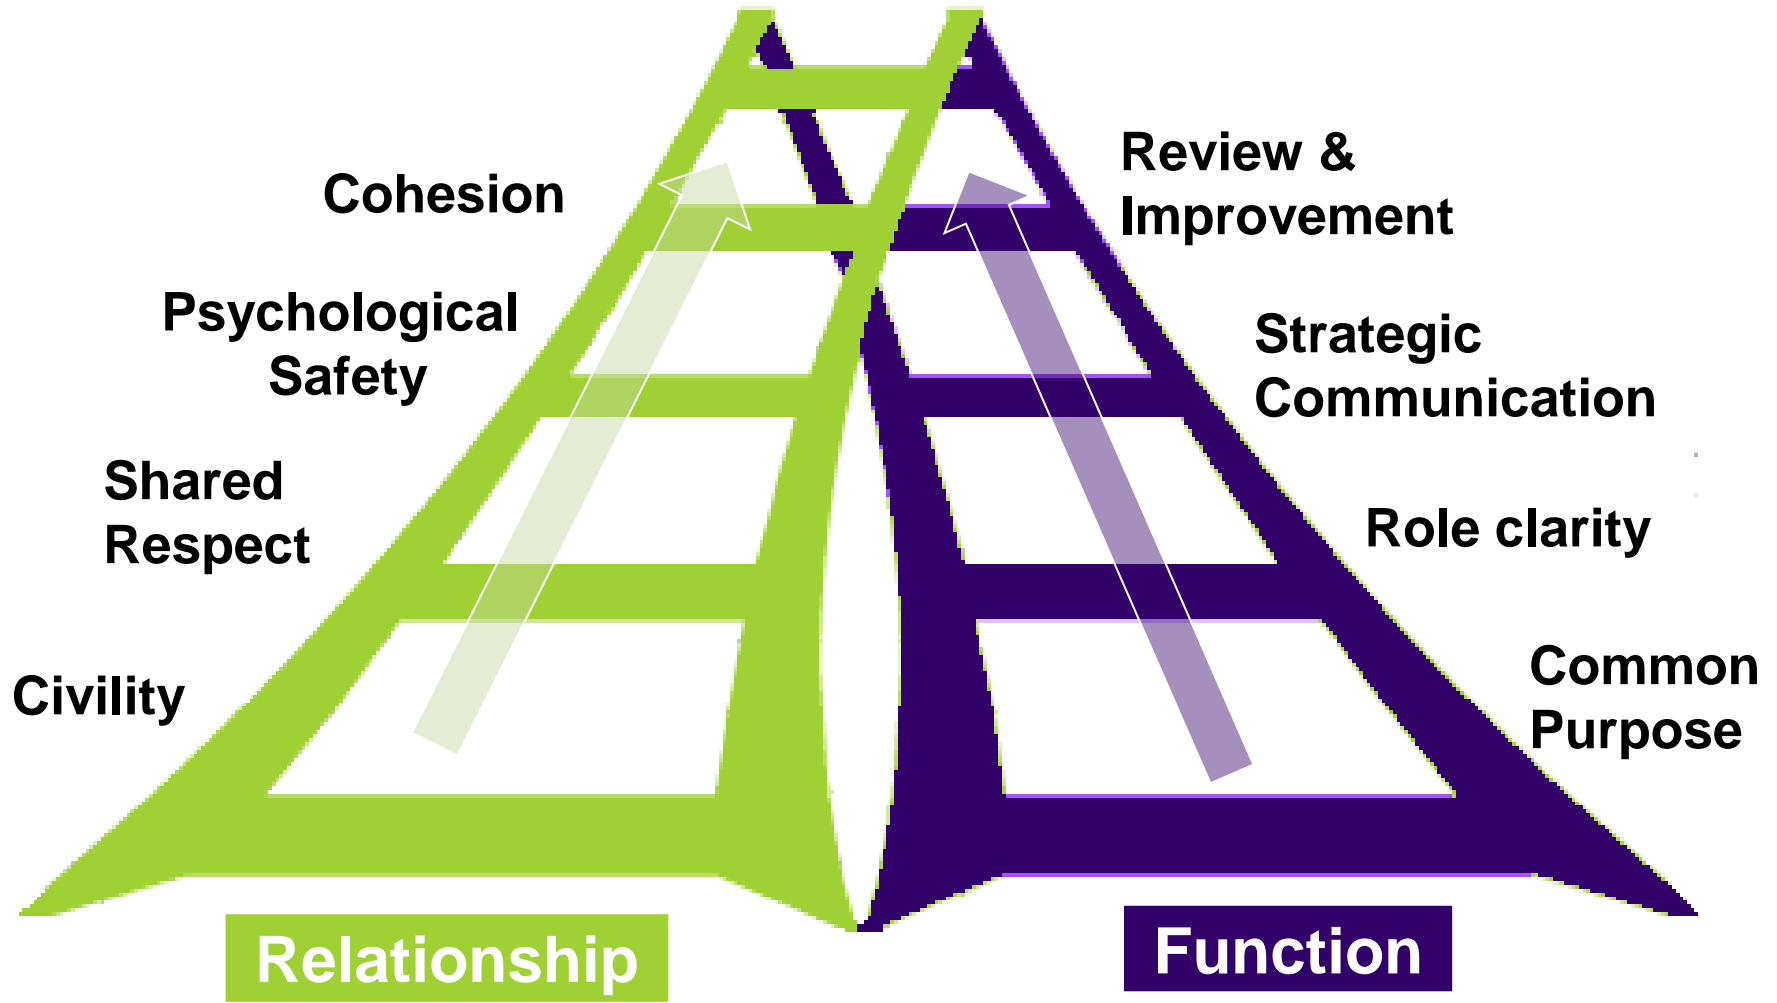 Cohesion
Psychological
Safety
Shared
Respect
Civility
Relationship
Review &
Improvement
Strategic
Communication
Role clarity
Common
Purpose
Function